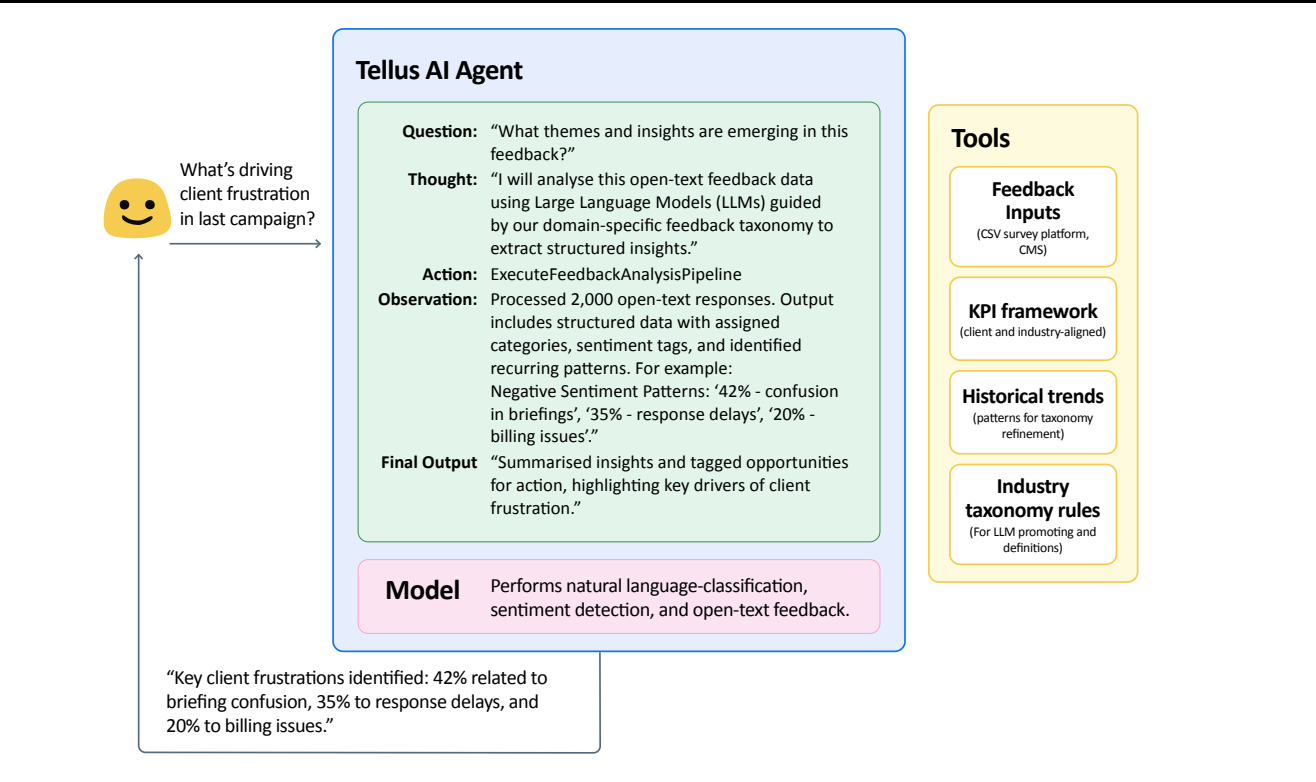 Tellus AI Agent
Question: “What themes and insights are emerging in this
feedback?”
Thought: “I will analyse this open-text feedback data
using Large Language Models (LLMs) guided
by our domain-specific feedback taxonomy to
extract structured insights.”
Action: ExecuteFeedbackAnalysisPipeline
Observation: Processed 2,000 open-text responses. Output
includes structured data with assigned
categories, sentiment tags, and identified
recurring patterns. For example:
Negative Sentiment Patterns: ‘42% - confusion
in briefings’, ‘35% - response delays’, ‘20% -
billing issues’.”
Final Output “Summarised insights and tagged opportunities
for action, highlighting key drivers of client
frustration.”
Model Performs natural language-classification,
sentiment detection, and open-text feedback.
What’s driving
client frustration
in last campaign?
Tools
Feedback
Inputs
(CSV survey platform,
CMS)
KPI framework
(client and industry-aligned)
Historical trends
(patterns for taxonomy
refinement)
Industry
taxonomy rules
(For LLM promoting and
definitions)
“Key client frustrations identified: 42% related to
briefing confusion, 35% to response delays, and
20% to billing issues.”